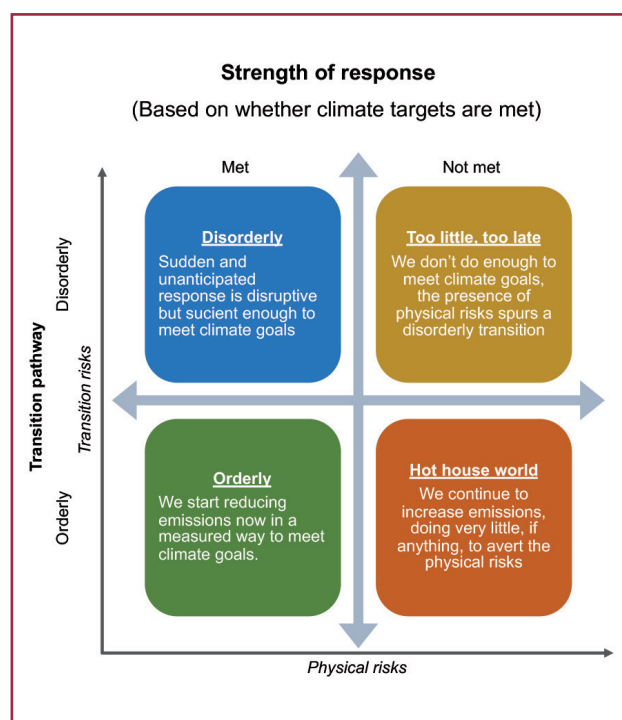 Strength of response
(Based on whether climate targets are met)
Met
Not met
Disorderly
Sudden and
unanticipated
response is disruptive
but sucient enough to
meet climate goals
Too little, too late
We don’t do enough to
meet climate goals,
the presence of
physical risks spurs a
disorderly transition
Disorderly
Transition pathway
Transition risks
Orderly
Orderly
We start reducing
emissions now in a
measured way to meet
climate goals.
Hot house world
We continue to
increase emissions,
doing very little, if
anything, to avert the
physical risks
Physical risks